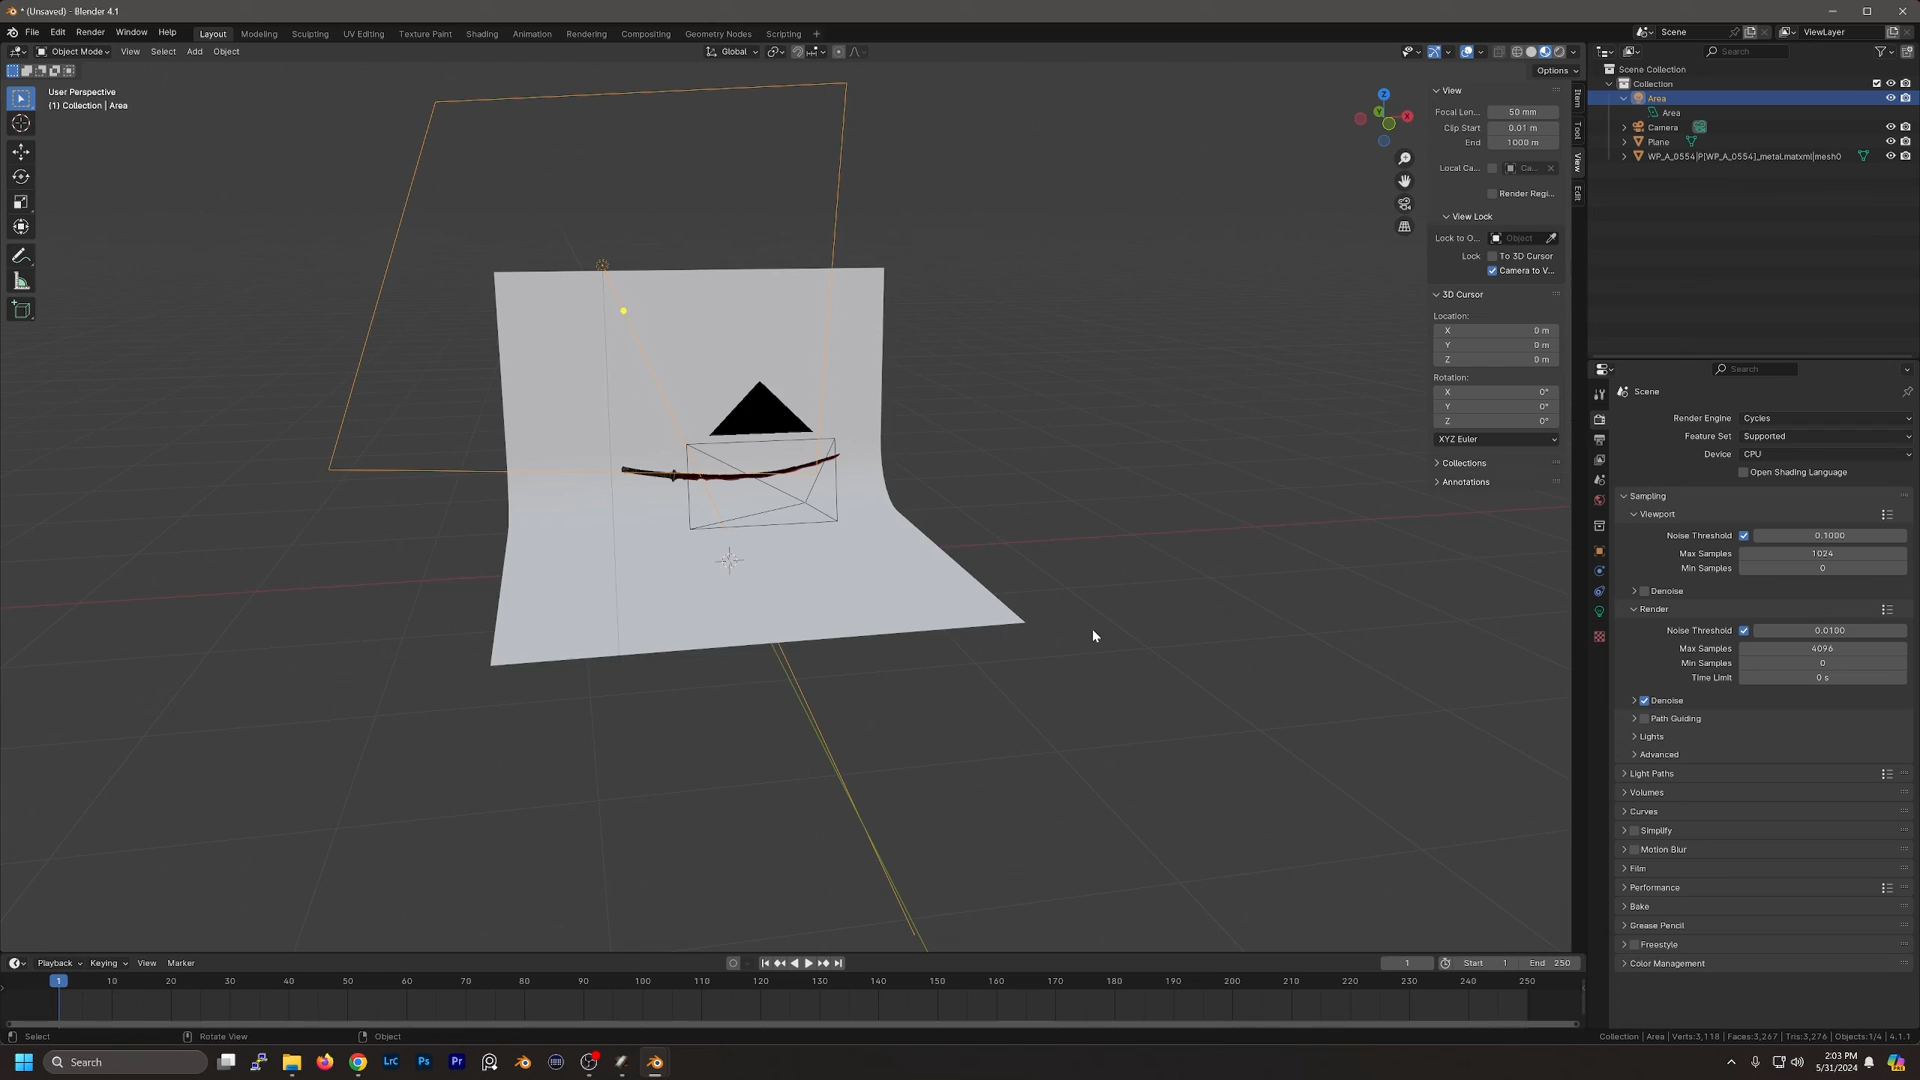 * (Unsaved) - Blender 4.1
File Edit Render Window Help
Layout Modeling Sculpting UV Editing Texture Paint Shading Animation Rendering Compositing Geometry Nodes Scripting +
Scene ViewLayer
Object Mode View Select Add Object
Global
Search
Options
User Perspective
(1) Collection | Area
Z
Y
X
View
Focal Len... 50 mm
Clip Start 0.01 m
End 1000 m
Local Ca... Ca...
Render Regi...
View Lock
Lock to O... Object
Lock To 3D Cursor
Camera to V...
3D Cursor
Location:
X 0 m
Y 0 m
Z 0 m
Rotation:
X 0°
Y 0°
Z 0°
XYZ Euler
Collections
Annotations
Item
Tool
View
Edit
Scene Collection
Collection
Area
Area
Camera
Plane
WP_A_0554|P[WP_A_0554]_metal.matxml|mesh0
Search
Scene
Render Engine Cycles
Feature Set Supported
Device CPU
Open Shading Language
Sampling
Viewport
Noise Threshold 0.1000
Max Samples 1024
Min Samples 0
Denoise
Render
Noise Threshold 0.0100
Max Samples 4096
Min Samples 0
Time Limit 0 s
Denoise
Path Guiding
Lights
Advanced
Light Paths
Volumes
Curves
Simplify
Motion Blur
Film
Performance
Bake
Grease Pencil
Freestyle
Color Management
Playback Keying View Marker
1 Start 1 End 250
1 10 20 30 40 50 60 70 80 90 100 110 120 130 140 150 160 170 180 190 200 210 220 230 240 250
Select Rotate View Object
Collection | Area | Verts:3,118 | Faces:3,267 | Tris:3,276 | Objects:1/4 | 4.1.1
Search
LrC Ps Pr
2:03 PM
5/31/2024